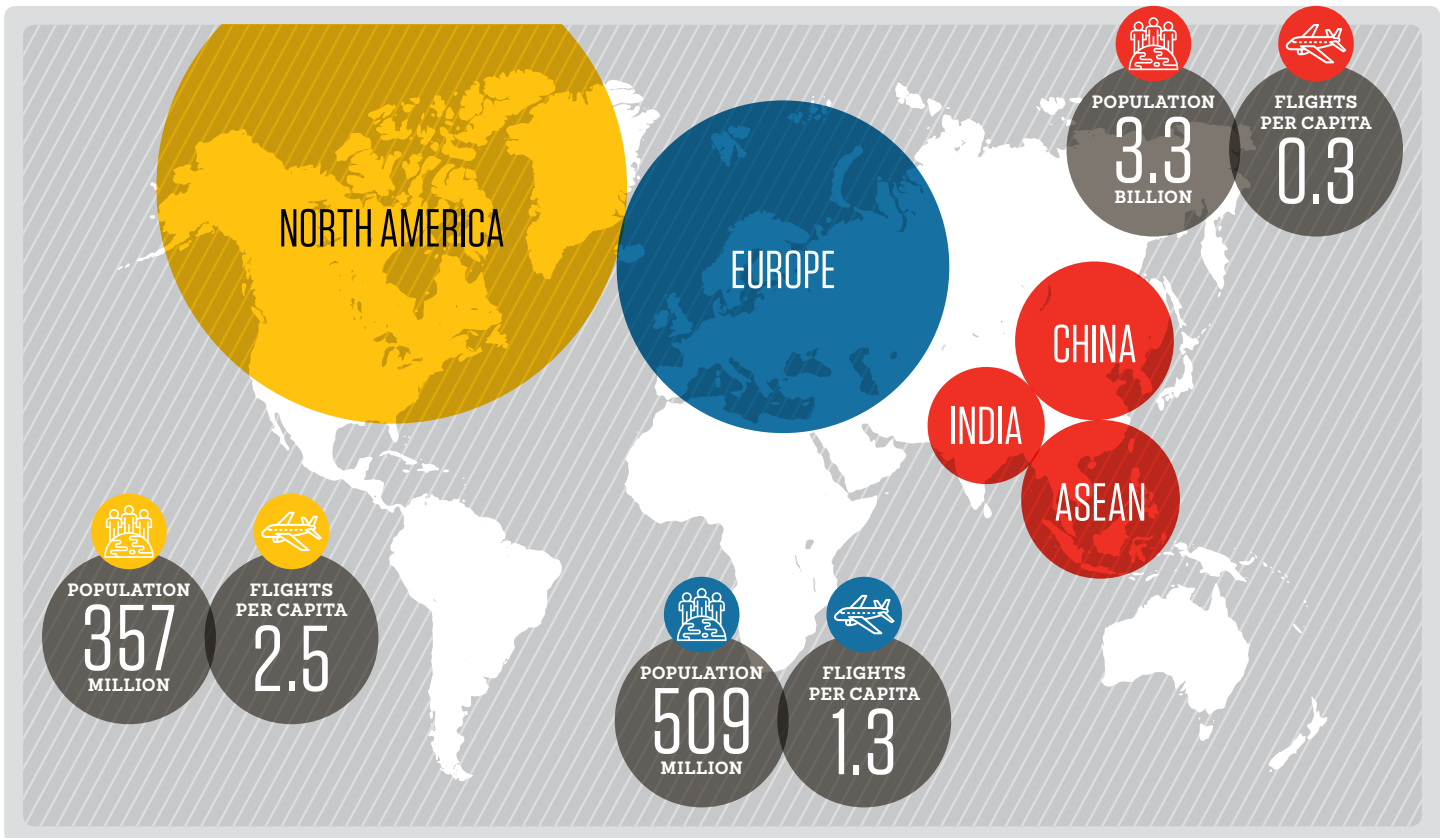 POPULATION
3.3
BILLION
FLIGHTS
PER CAPITA
0.3
NORTH AMERICA
EUROPE
CHINA
INDIA
ASEAN
POPULATION
357
MILLION
FLIGHTS
PER CAPITA
2.5
POPULATION
509
MILLION
FLIGHTS
PER CAPITA
1.3